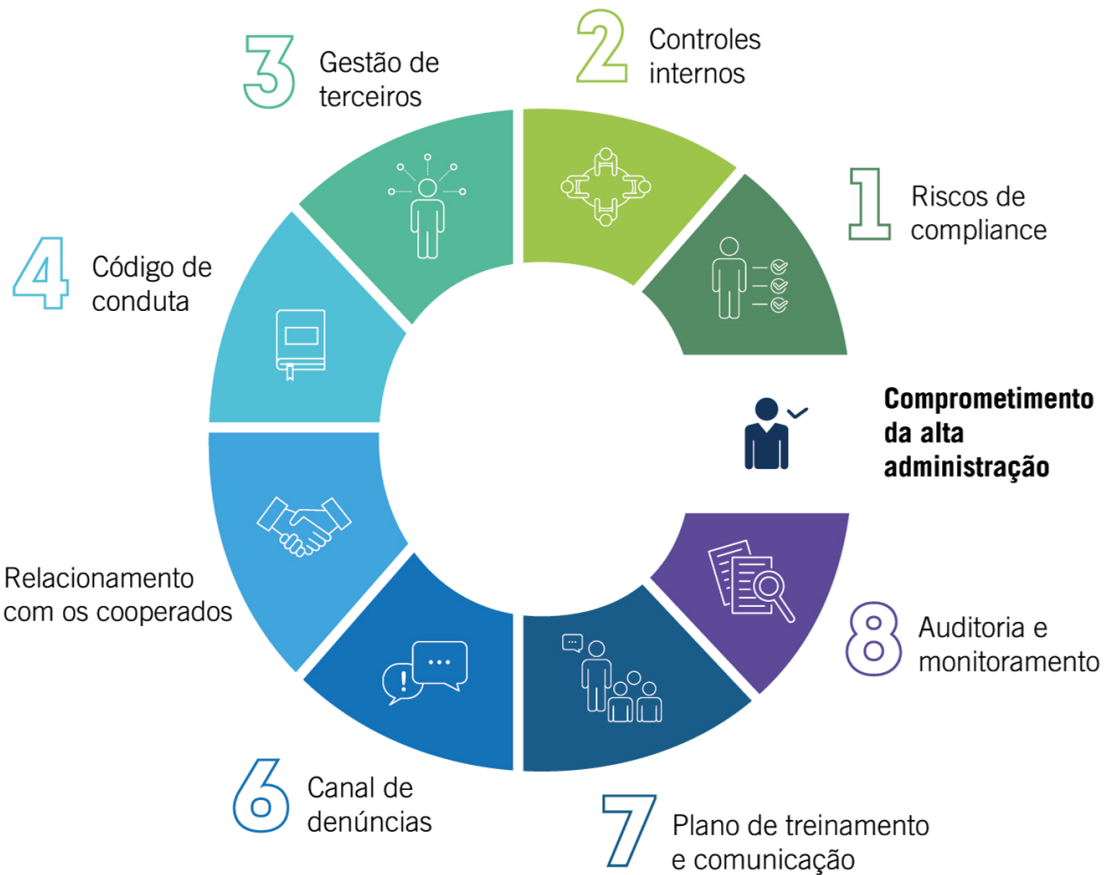 1
Riscos de
compliance
2
Controles
internos
3
Gestão de
terceiros
4
Código de
conduta
Relacionamento
com os cooperados
6
Canal de
denúncias
7
Plano de treinamento
e comunicação
8
Auditoria e
monitoramento
Comprometimento
da alta
administração